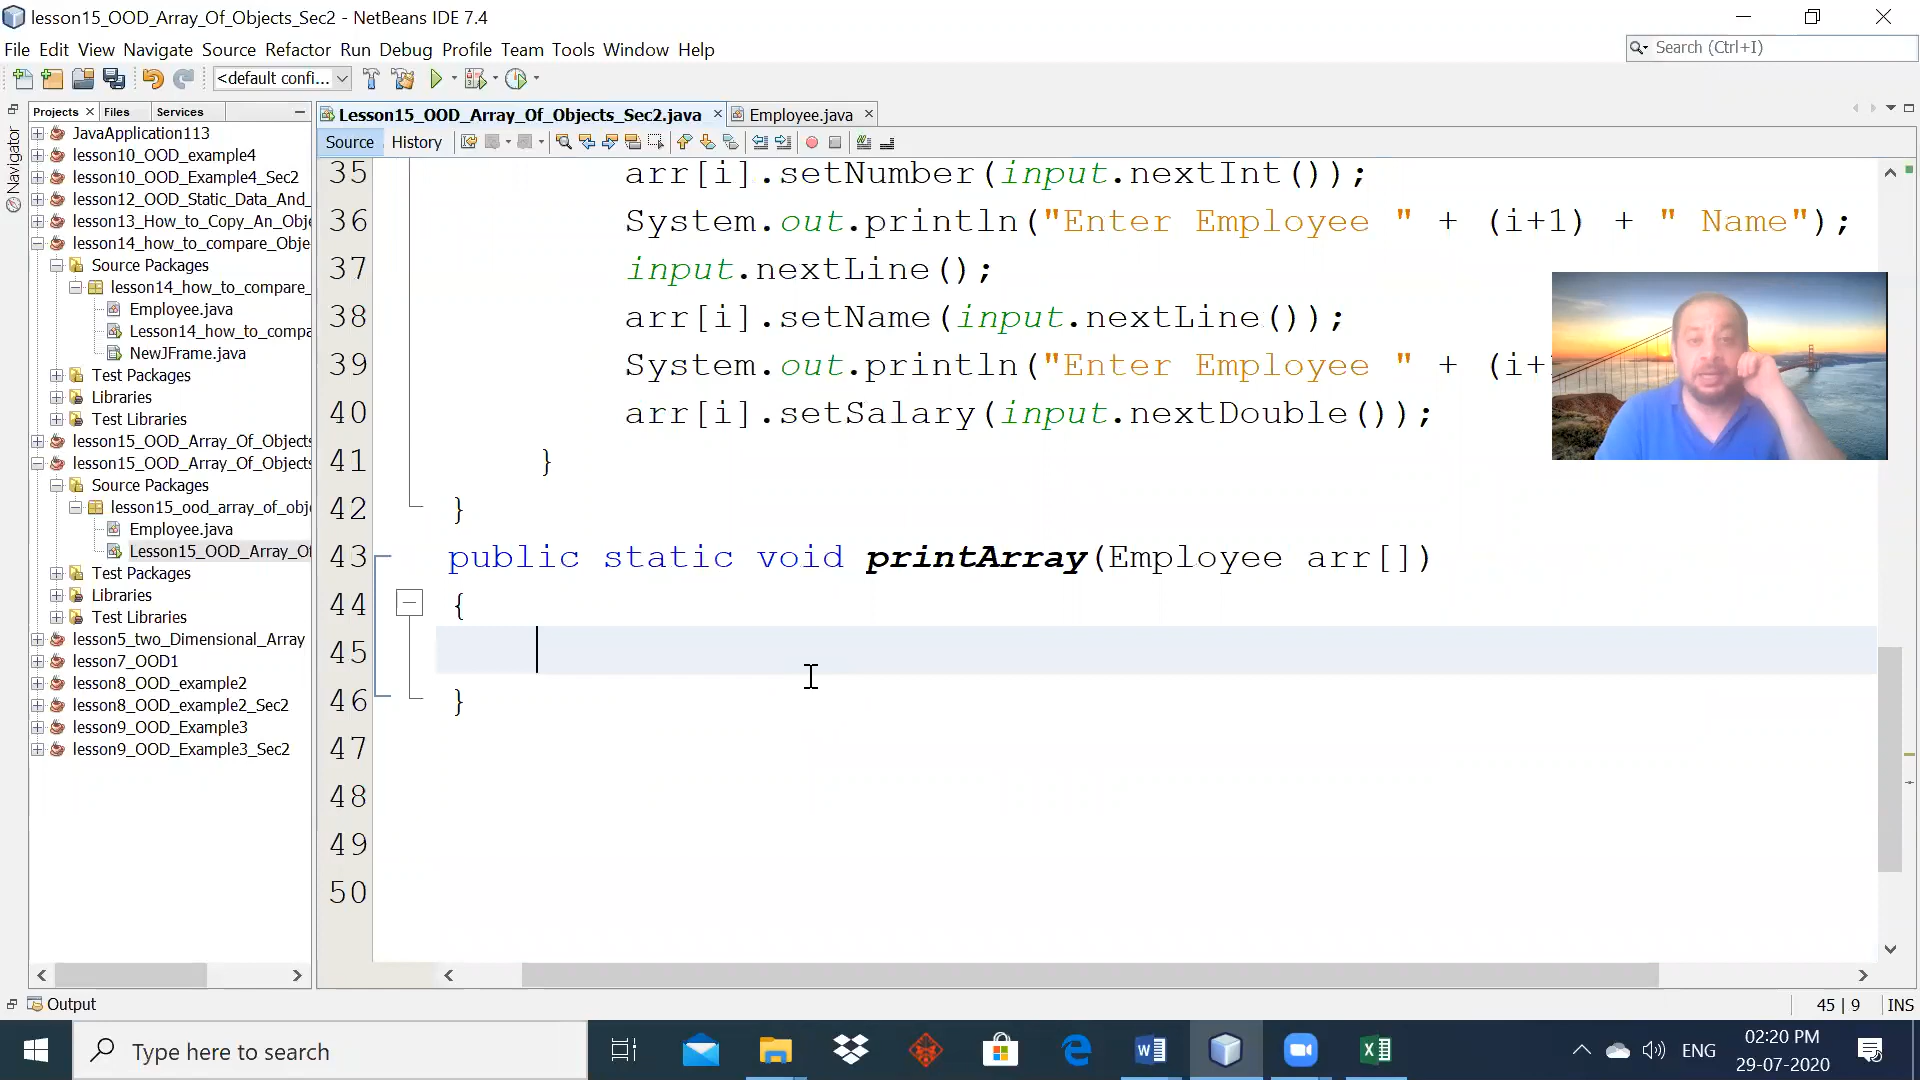 lesson15_OOD_Array_Of_Objects_Sec2 - NetBeans IDE 7.4
File Edit View Navigate Source Refactor Run Debug Profile Team Tools Window Help
Search (Ctrl+I)
<default confi...
Projects Files Services
Lesson15_OOD_Array_Of_Objects_Sec2.java Employee.java
Source History
Navigator
JavaApplication113
lesson10_OOD_example4
lesson10_OOD_Example4_Sec2
lesson12_OOD_Static_Data_And_
lesson13_How_to_Copy_An_Obje
lesson14_how_to_compare_Obje
Source Packages
lesson14_how_to_compare_
Employee.java
Lesson14_how_to_compa
NewJFrame.java
Test Packages
Libraries
Test Libraries
lesson15_OOD_Array_Of_Objects
lesson15_OOD_Array_Of_Objects
Source Packages
lesson15_ood_array_of_obj
Employee.java
Lesson15_OOD_Array_O
Test Packages
Libraries
Test Libraries
lesson5_two_Dimensional_Array
lesson7_OOD1
lesson8_OOD_example2
lesson8_OOD_example2_Sec2
lesson9_OOD_Example3
lesson9_OOD_Example3_Sec2
35 arr[i].setNumber(input.nextInt());
36 System.out.println("Enter Employee " + (i+1) + " Name");
37 input.nextLine();
38 arr[i].setName(input.nextLine());
39 System.out.println("Enter Employee " + (i+
40 arr[i].setSalary(input.nextDouble());
41 }
42 }
43 public static void printArray(Employee arr[])
44 {
45
46 }
47
48
49
50
Output
45 | 9 INS
Type here to search
ENG
02:20 PM
29-07-2020